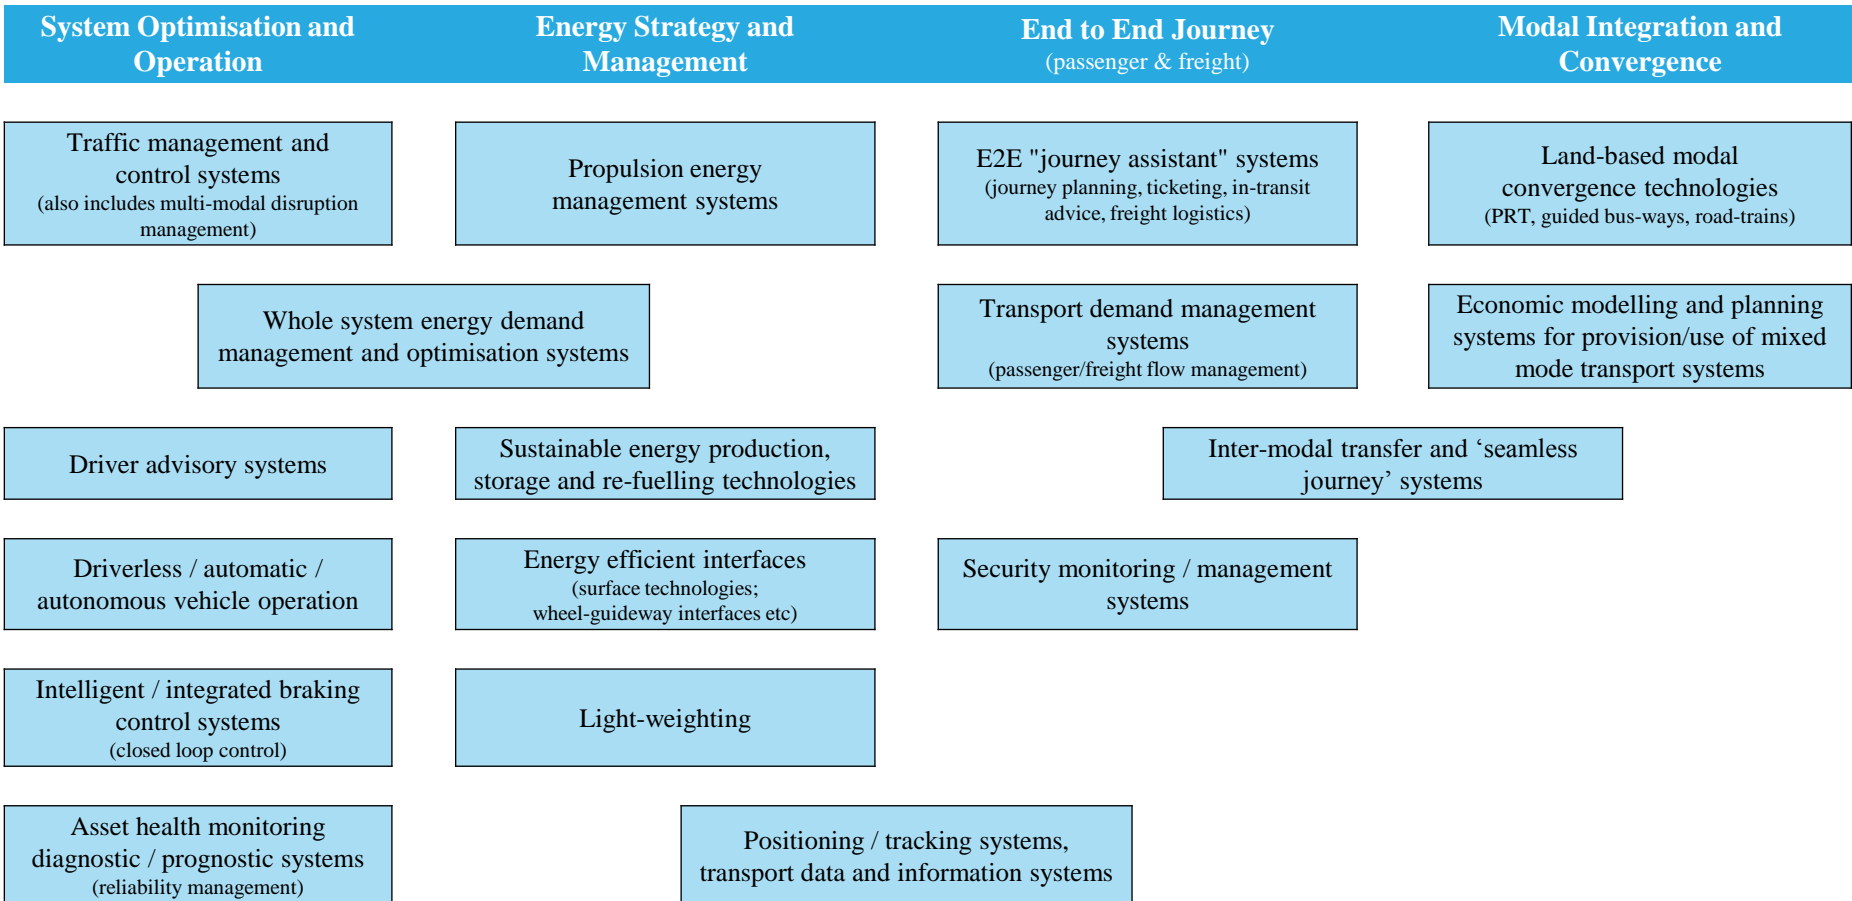 System Optimisation and
Operation
Energy Strategy and
Management
End to End Journey
(passenger & freight)
Modal Integration and
Convergence
Traffic management and
control systems
(also includes multi-modal disruption
management)
Propulsion energy
management systems
E2E "journey assistant" systems
(journey planning, ticketing, in-transit
advice, freight logistics)
Land-based modal
convergence technologies
(PRT, guided bus-ways, road-trains)
Whole system energy demand
management and optimisation systems
Transport demand management
systems
(passenger/freight flow management)
Economic modelling and planning
systems for provision/use of mixed
mode transport systems
Driver advisory systems
Sustainable energy production,
storage and re-fuelling technologies
Inter-modal transfer and ‘seamless
journey’ systems
Driverless / automatic /
autonomous vehicle operation
Energy efficient interfaces
(surface technologies;
wheel-guideway interfaces etc)
Security monitoring / management
systems
Intelligent / integrated braking
control systems
(closed loop control)
Light-weighting
Asset health monitoring
diagnostic / prognostic systems
(reliability management)
Positioning / tracking systems,
transport data and information systems